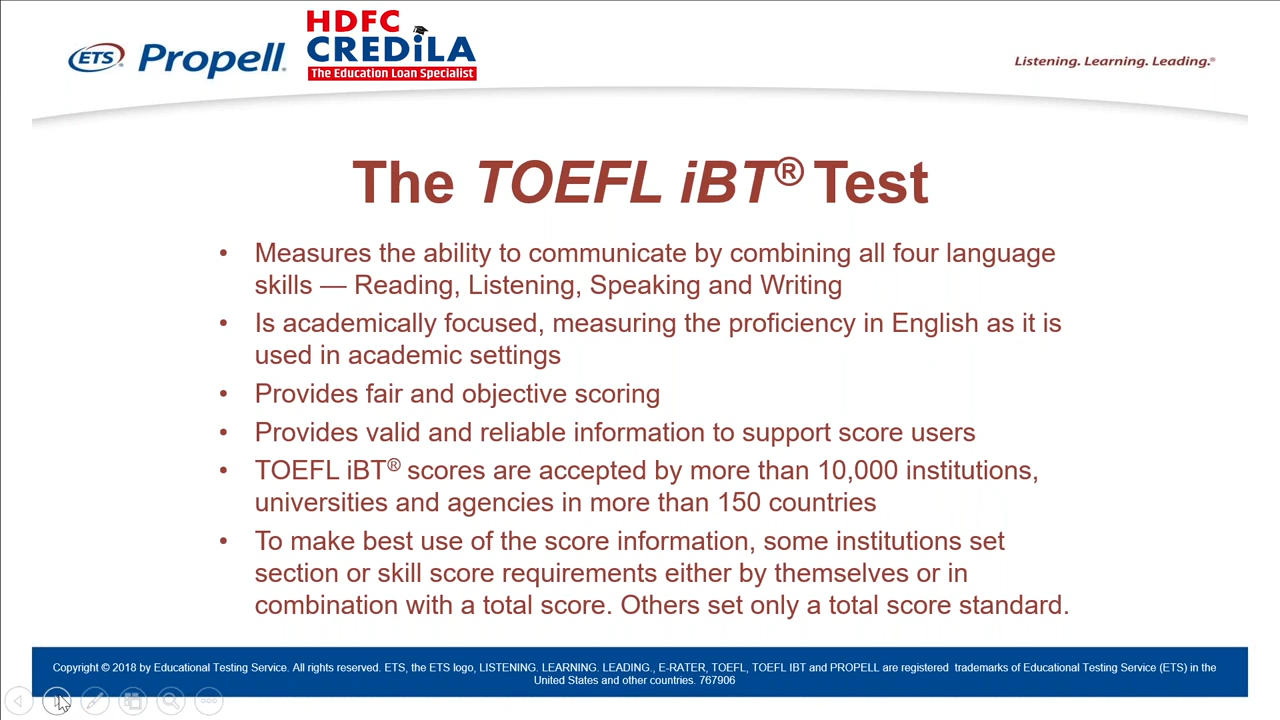 ETS® Propell®
HDFC
CREDiLA
The Education Loan Specialist
Listening. Learning. Leading.®
The TOEFL iBT® Test
• Measures the ability to communicate by combining all four language
skills — Reading, Listening, Speaking and Writing
• Is academically focused, measuring the proficiency in English as it is
used in academic settings
• Provides fair and objective scoring
• Provides valid and reliable information to support score users
• TOEFL iBT® scores are accepted by more than 10,000 institutions,
universities and agencies in more than 150 countries
• To make best use of the score information, some institutions set
section or skill score requirements either by themselves or in
combination with a total score. Others set only a total score standard.
Copyright © 2018 by Educational Testing Service. All rights reserved. ETS, the ETS logo, LISTENING. LEARNING. LEADING., E-RATER, TOEFL, TOEFL IBT and PROPELL are registered trademarks of Educational Testing Service (ETS) in the
United States and other countries. 767906